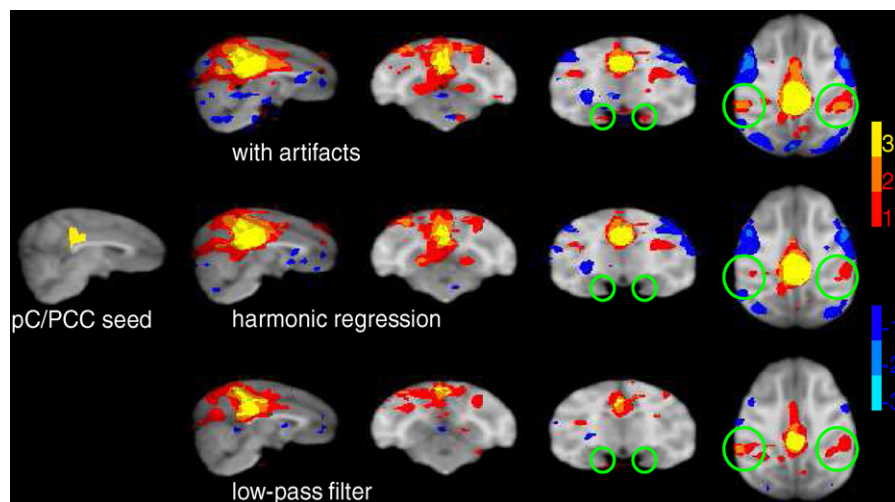 with artifacts
3
2
1
pC/PCC seed
harmonic regression
-1
-2
-3
low-pass filter